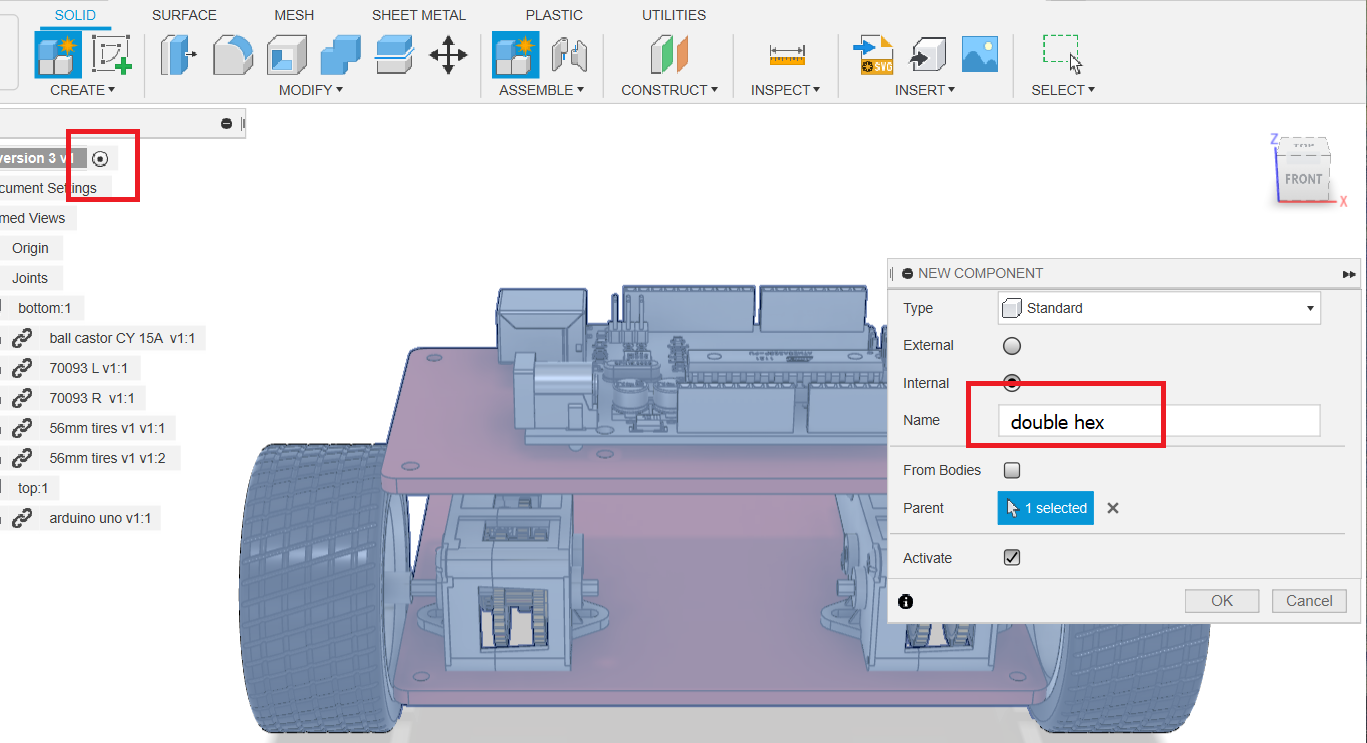 SOLID SURFACE MESH SHEET METAL PLASTIC UTILITIES
SVG
CREATE MODIFY ASSEMBLE CONSTRUCT INSPECT INSERT SELECT
version 3 v1
cument Settings
med Views
Origin
Joints
bottom:1
ball castor CY 15A v1:1
70093 L v1:1
70093 R v1:1
56mm tires v1 v1:1
56mm tires v1 v1:2
top:1
arduino uno v1:1
Z
TOP
FRONT
X
NEW COMPONENT
Type Standard
External
Internal
Name double hex
From Bodies
Parent 1 selected
Activate
OK Cancel